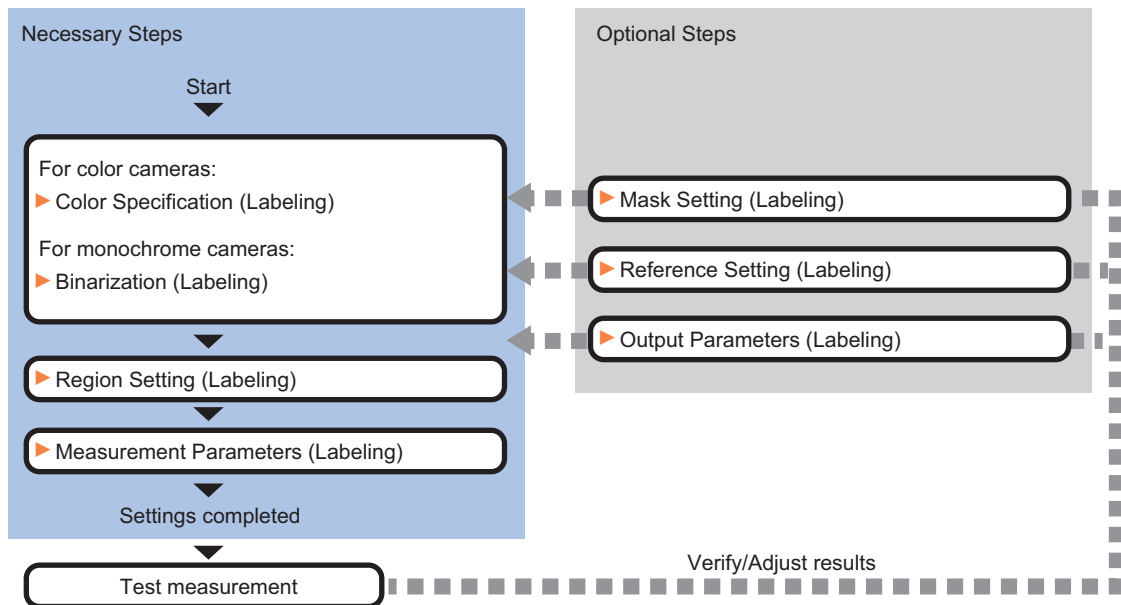 Necessary Steps
Start
For color cameras:
Color Specification (Labeling)
For monochrome cameras:
Binarization (Labeling)
Region Setting (Labeling)
Measurement Parameters (Labeling)
Settings completed
Test measurement
Optional Steps
Mask Setting (Labeling)
Reference Setting (Labeling)
Output Parameters (Labeling)
Verify/Adjust results